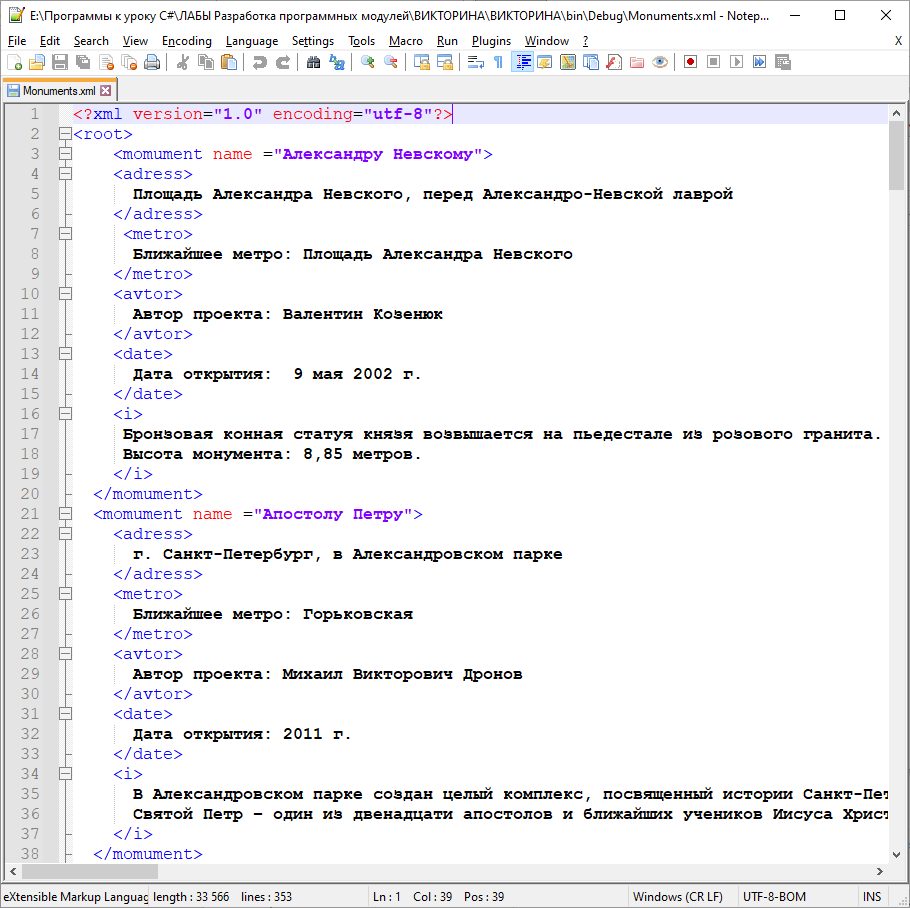 E:\Программы к уроку C#\ЛАБЫ Разработка программных модулей\ВИКТОРИНА\ВИКТОРИНА\bin\Debug\Monuments.xml - Notep...
File Edit Search View Encoding Language Settings Tools Macro Run Plugins Window ? X
Monuments.xml
1 <?xml version="1.0" encoding="utf-8"?>
2 <root>
3 <momument name ="Александру Невскому">
4 <adress>
5 Площадь Александра Невского, перед Александро-Невской лаврой
6 </adress>
7 <metro>
8 Ближайшее метро: Площадь Александра Невского
9 </metro>
10 <avtor>
11 Автор проекта: Валентин Козенюк
12 </avtor>
13 <date>
14 Дата открытия:  9 мая 2002 г.
15 </date>
16 <i>
17 Бронзовая конная статуя князя возвышается на пьедестале из розового гранита.
18 Высота монумента: 8,85 метров.
19 </i>
20 </momument>
21 <momument name ="Апостолу Петру">
22 <adress>
23 г. Санкт-Петербург, в Александровском парке
24 </adress>
25 <metro>
26 Ближайшее метро: Горьковская
27 </metro>
28 <avtor>
29 Автор проекта: Михаил Викторович Дронов
30 </avtor>
31 <date>
32 Дата открытия: 2011 г.
33 </date>
34 <i>
35 В Александровском парке создан целый комплекс, посвященный истории Санкт-Пет
36 Святой Петр – один из двенадцати апостолов и ближайших учеников Иисуса Христ
37 </i>
38 </momument>
eXtensible Markup Languag length : 33 566 lines : 353 Ln : 1 Col : 39 Pos : 39 Windows (CR LF) UTF-8-BOM INS